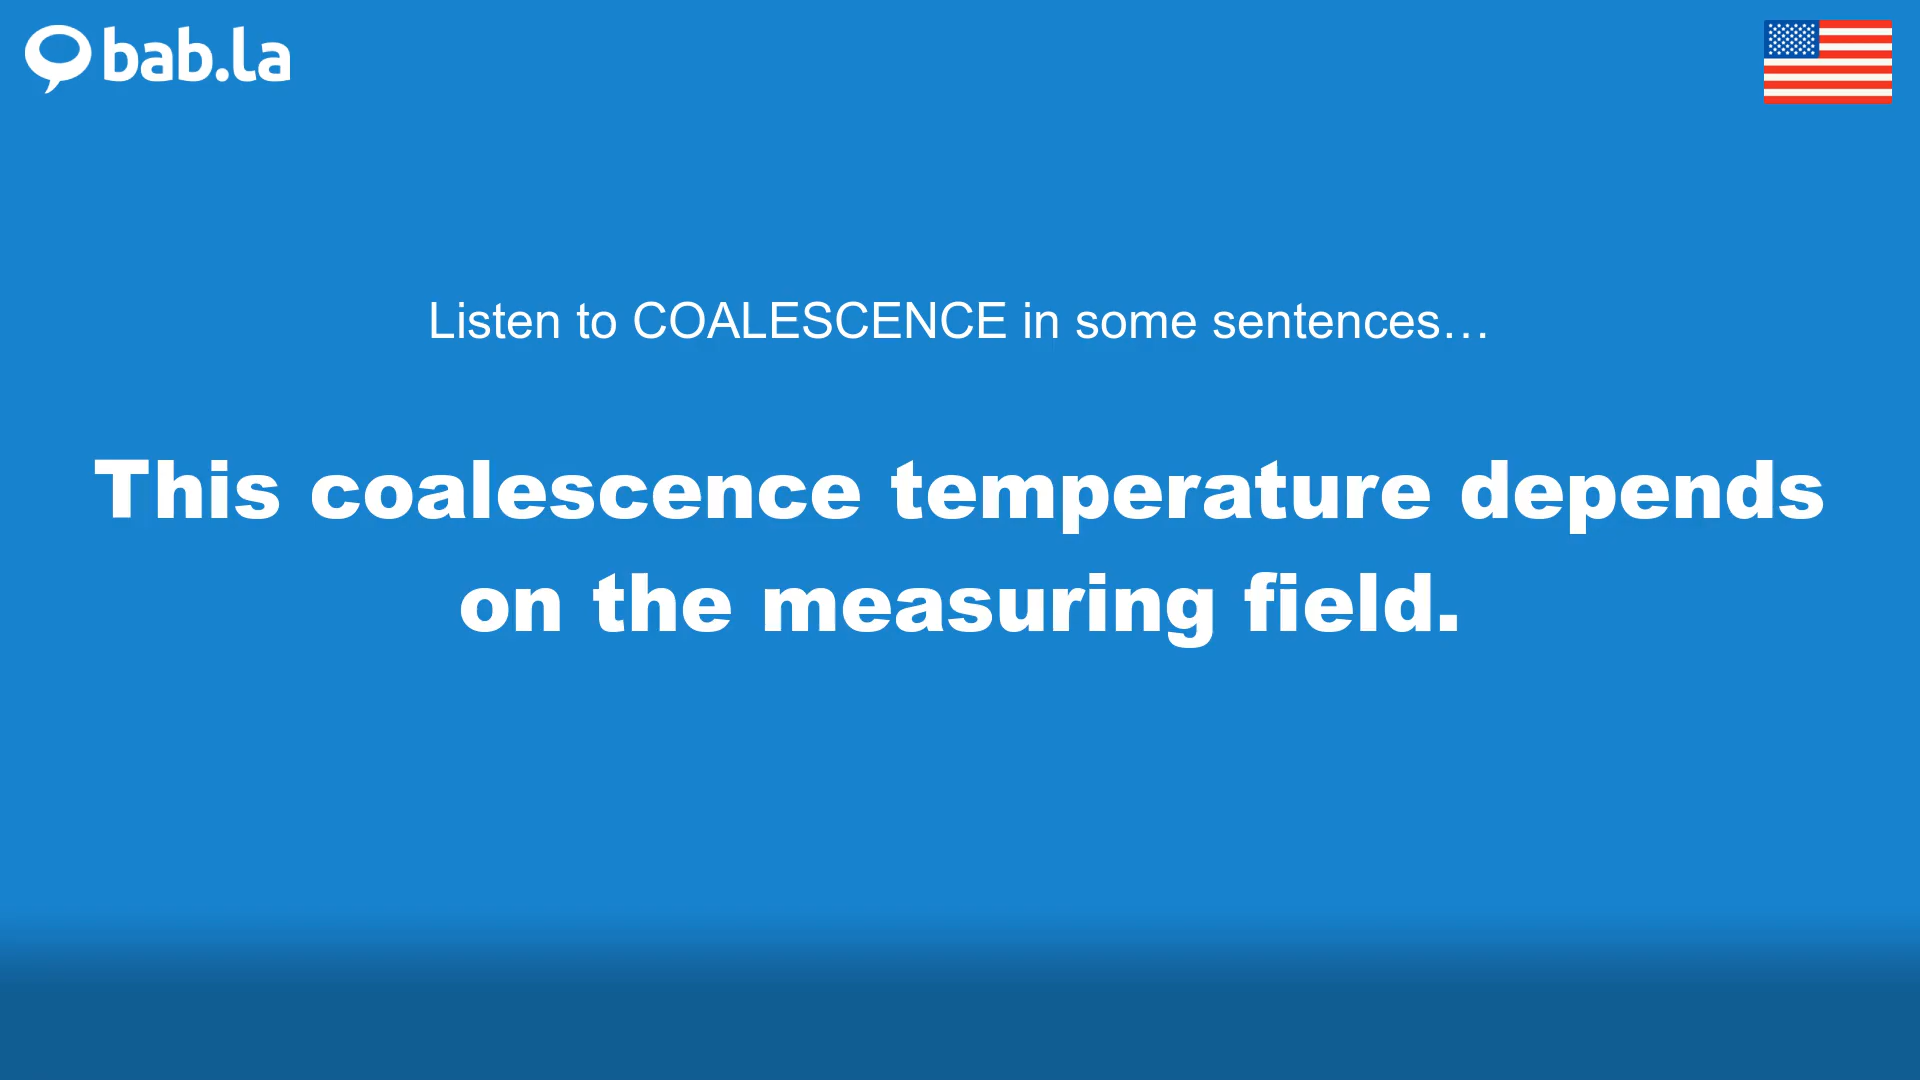 bab.la
Listen to COALESCENCE in some sentences…
This coalescence temperature depends
on the measuring field.